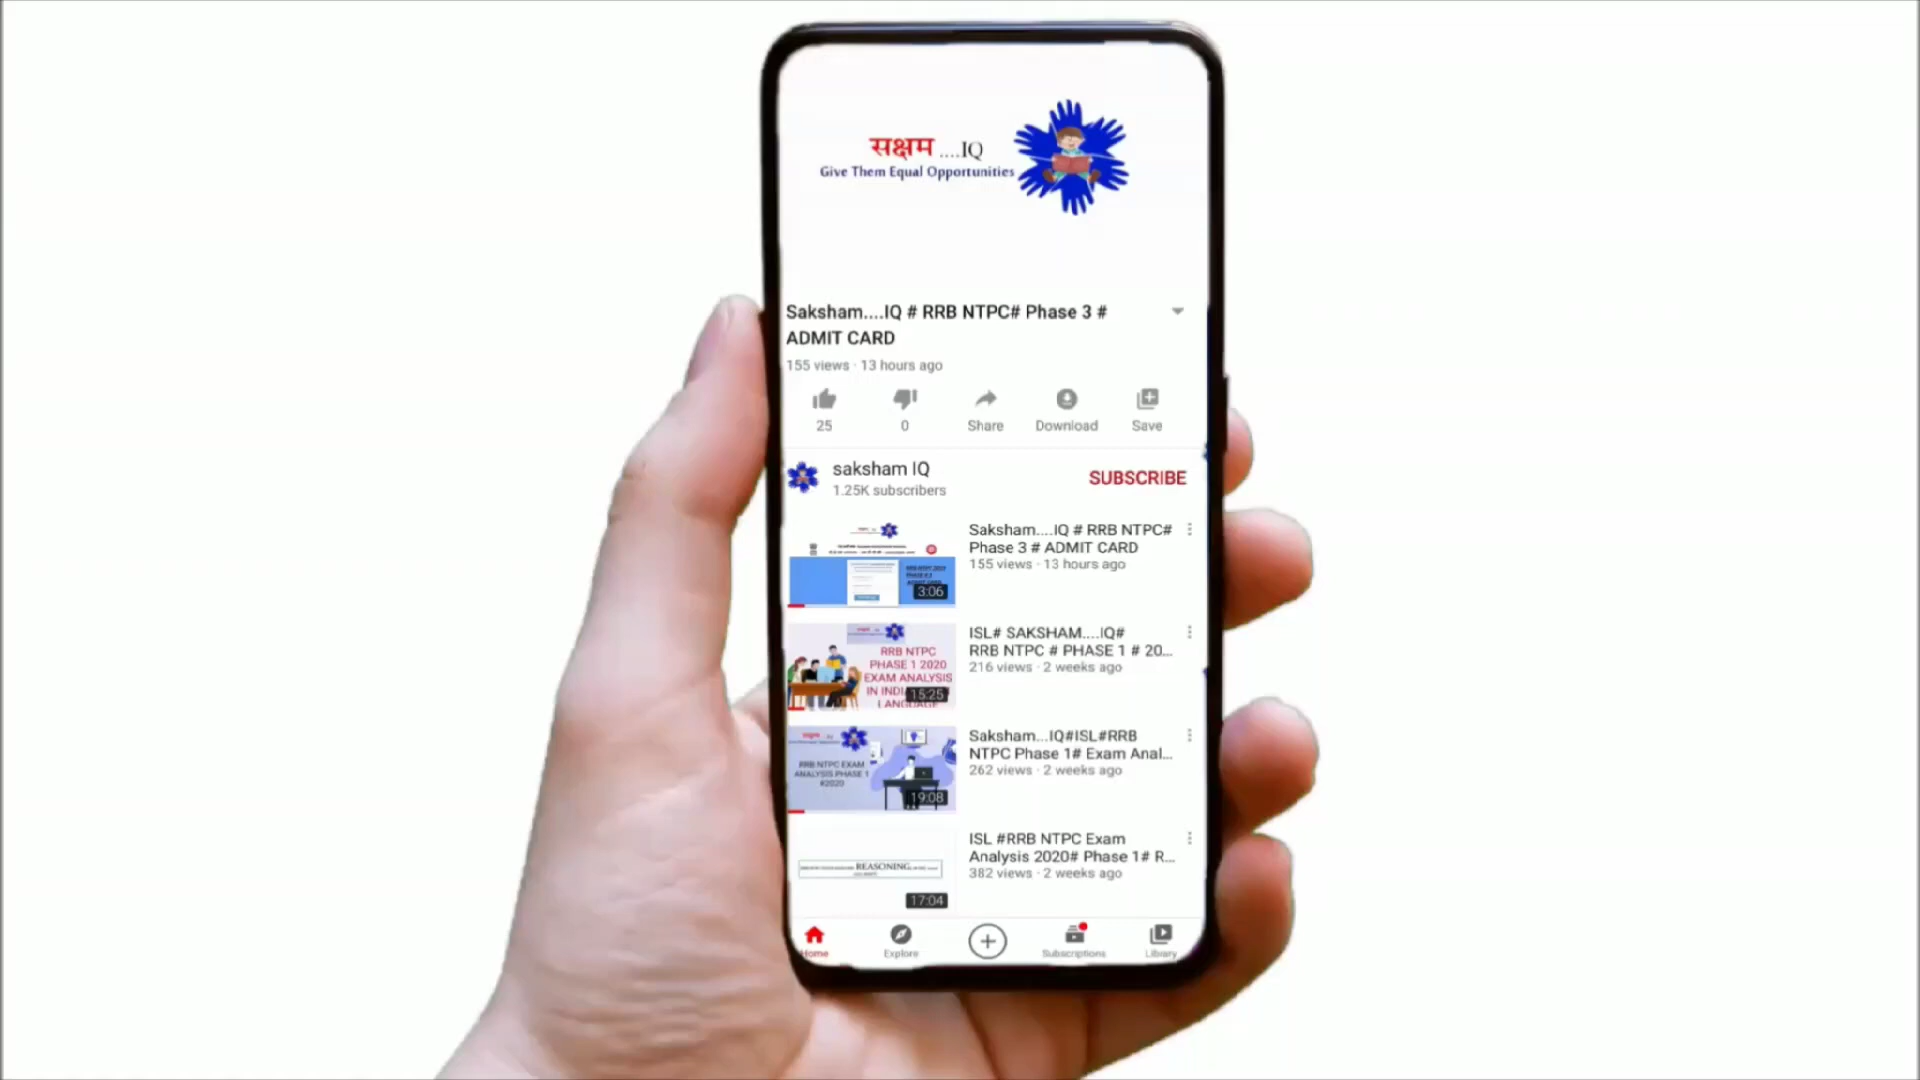 सक्षम ....IQ
Give Them Equal Opportunities
Saksham....IQ # RRB NTPC# Phase 3 #
ADMIT CARD
155 views · 13 hours ago
25
0
Share
Download
Save
saksham IQ
1.25K subscribers
SUBSCRIBE
3:06
Saksham....IQ # RRB NTPC#
Phase 3 # ADMIT CARD
155 views · 13 hours ago
RRB NTPC
PHASE 1 2020
EXAM ANALYSIS
IN
LANGUAGE
15:25
ISL# SAKSHAM....IQ#
RRB NTPC # PHASE 1 # 20...
216 views · 2 weeks ago
RRB NTPC EXAM
ANALYSIS PHASE 1
#2020
19:08
Saksham...IQ#ISL#RRB
NTPC Phase 1# Exam Anal...
262 views · 2 weeks ago
REASONING
17:04
ISL #RRB NTPC Exam
Analysis 2020# Phase 1# R...
382 views · 2 weeks ago
Home
Explore
Subscriptions
Library